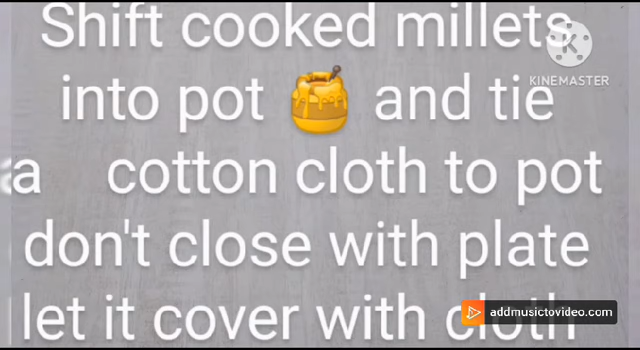 Shift cooked millets
KINEMASTER
into pot 🍯 and tie
a cotton cloth to pot
don't close with plate
let it cover with cloth
addmusictovideo.com